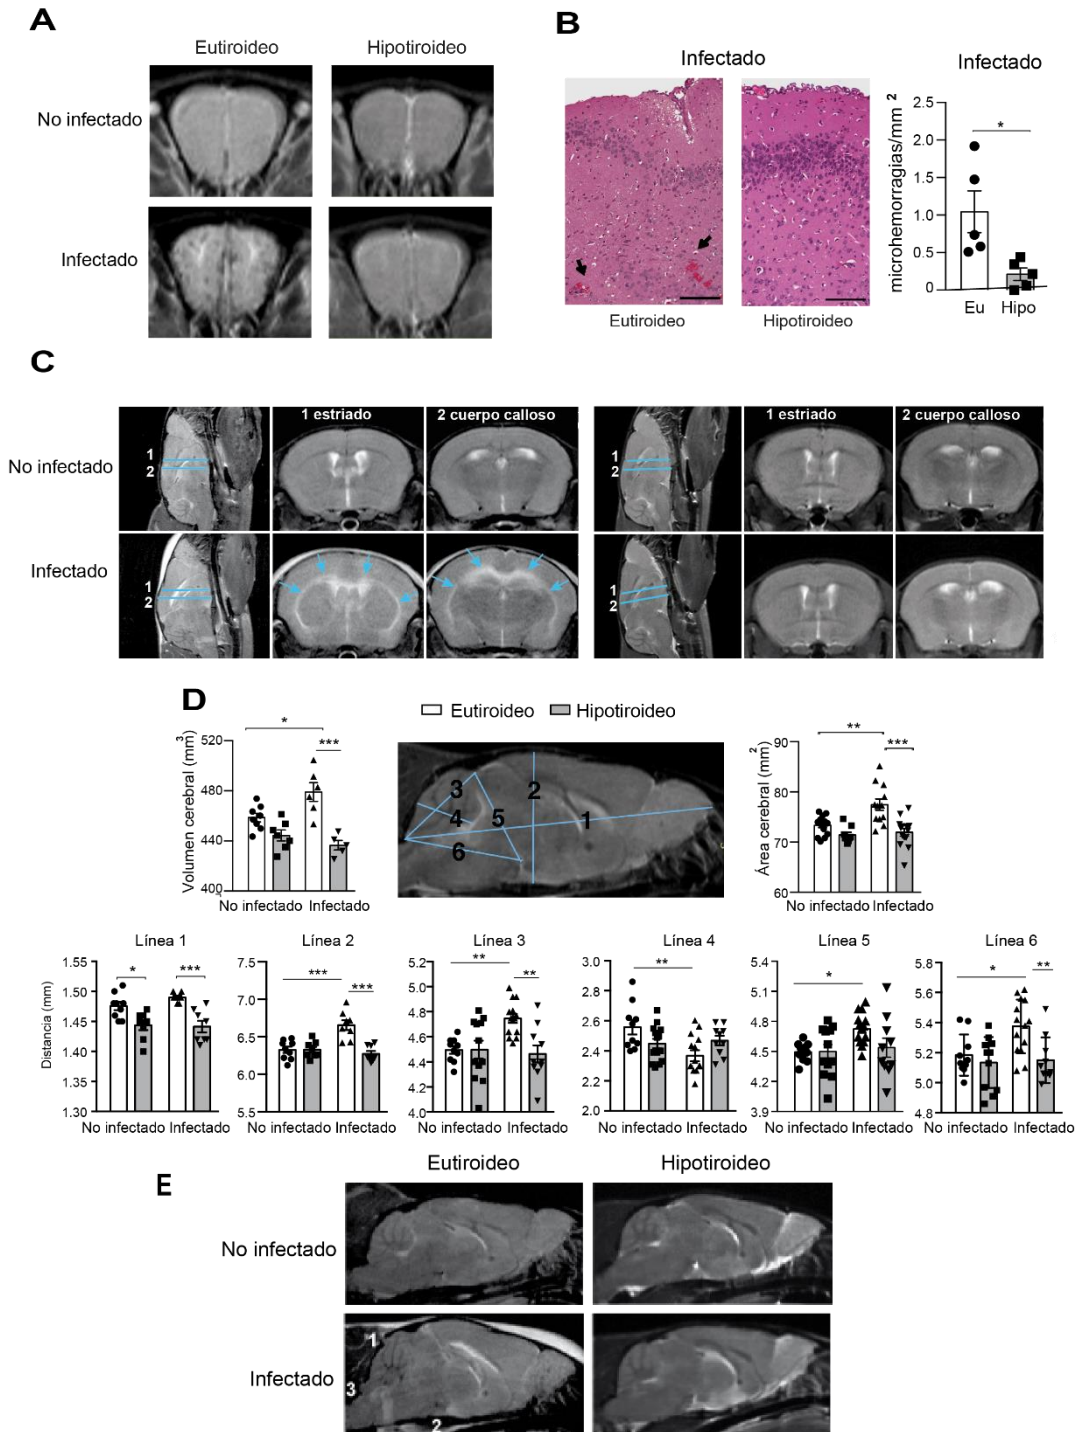 A
Eutiroideo Hipotiroideo
No infectado
Infectado
B
Infectado
Eutiroideo Hipotiroideo
Infectado
microhemorragias/mm²
2.5
2.0
1.5
1.0
0.5
0
*
Eu Hipo
C
1 estriado 2 cuerpo calloso 1 estriado 2 cuerpo calloso
No infectado
1
2
1
2
Infectado
1
2
1
2
D
Eutiroideo Hipotiroideo
Volumen cerebral (mm³)
520
480
440
400
*
***
No infectado Infectado
1
2
3
4
5
6
Área cerebral (mm²)
90
80
70
60
**
***
No infectado Infectado
Línea 1
Distancia (mm)
1.55
1.50
1.45
1.40
1.30
*
***
No infectado Infectado
Línea 2
7.5
7.0
6.5
6.0
5.5
2.5
***
***
No infectado Infectado
Línea 3
5.2
5.0
4.8
4.6
4.4
4.2
4.0
**
**
No infectado Infectado
Línea 4
3.0
2.8
2.6
2.4
2.2
2.0
**
No infectado Infectado
Línea 5
5.4
5.1
4.8
4.5
4.2
3.9
*
No infectado Infectado
Línea 6
5.8
5.6
5.4
5.2
5.0
4.8
*
**
No infectado Infectado
E
Eutiroideo Hipotiroideo
No infectado
Infectado
1
3
2